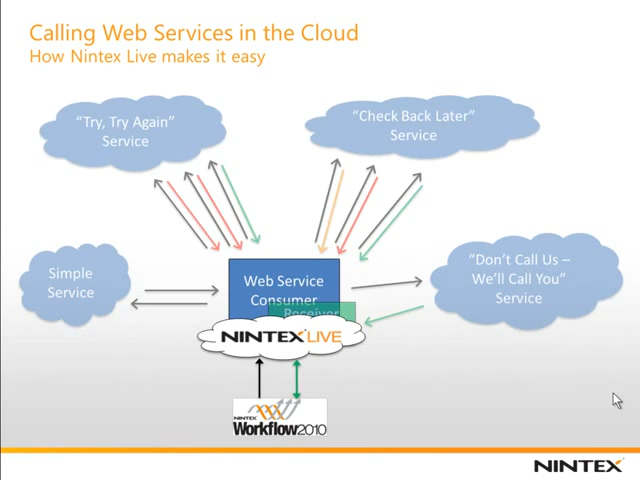 Calling Web Services in the Cloud
How Nintex Live makes it easy
“Try, Try Again”
Service
“Check Back Later”
Service
Simple
Service
Web Service
Consumer
Receiver
“Don’t Call Us –
We’ll Call You”
Service
NINTEX LIVE
NINTEX
Workflow2010
NINTEX